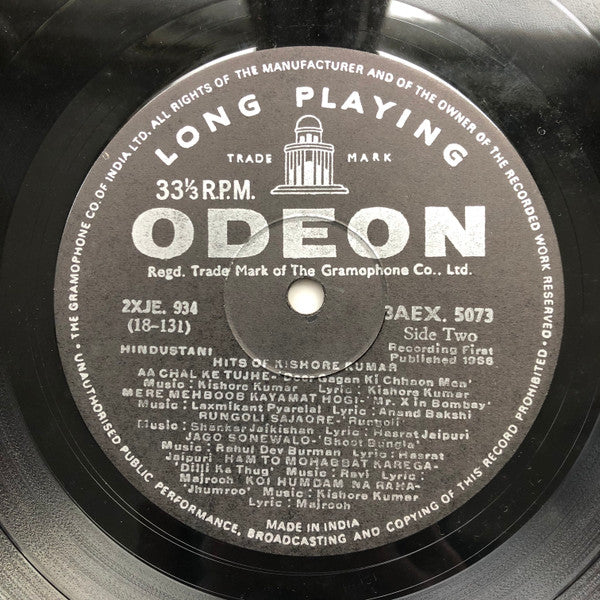 UNAUTHORISED PUBLIC PERFORMANCE, BROADCASTING AND COPYING OF THIS RECORD PROHIBITED • THE GRAMOPHONE CO. OF INDIA LTD. ALL RIGHTS OF THE MANUFACTURER AND OF THE OWNER OF THE RECORDED WORK RESERVED •
LONG PLAYING
TRADE MARK
33⅓ R.P.M.
ODEON
Regd. Trade Mark of The Gramophone Co., Ltd.
2XJE. 934 3AEX. 5073
(18-131) Side Two
HINDUSTANI Recording First
Published 1966
HITS OF KISHORE KUMAR
AA CHAL KE TUJHE-'Door Gagan Ki Chhaon Men'
Music: Kishore Kumar Lyric: Kishore Kumar
MERE MEHBOOB KAYAMAT HOGI-'Mr. X in Bombay'
Music: Laxmikant Pyarelal Lyric: Anand Bakshi
RUNGOLI SAJAORE-'Rungoli'
Music: Shanker Jaikishan Lyric: Hasrat Jaipuri
JAGO SONEWALO-'Bhoot Bungla'
Music: Rahul Dev Burman Lyric: Hasrat
Jaipuri HAM TO MOHABBAT KAREGA-
'Dilli Ka Thug' Music: Ravi Lyric:
Majrooh KOI HUMDAM NA RAHA-
'Jhumroo' Music: Kishore Kumar
Lyric: Majrooh
MADE IN INDIA